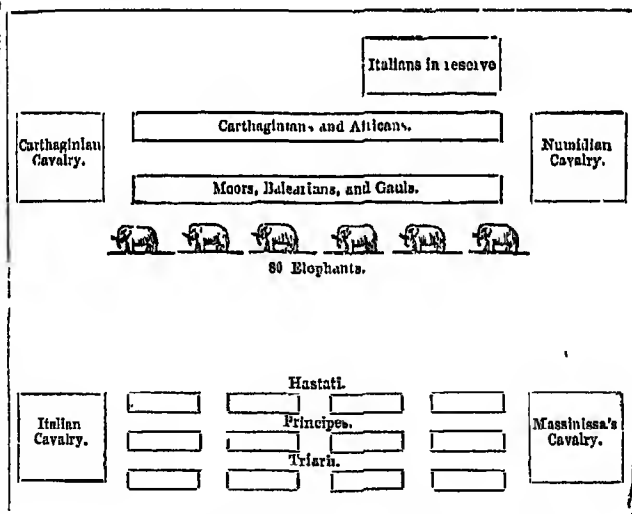 Italians in reserve
Carthaginians and Africans.
Carthaginian
Cavalry.
Numidian
Cavalry.
Moors, Balearians, and Gauls.
80 Elephants.
Hastati.
Italian
Cavalry.
Principes.
Massinissa's
Cavalry.
Triarii.